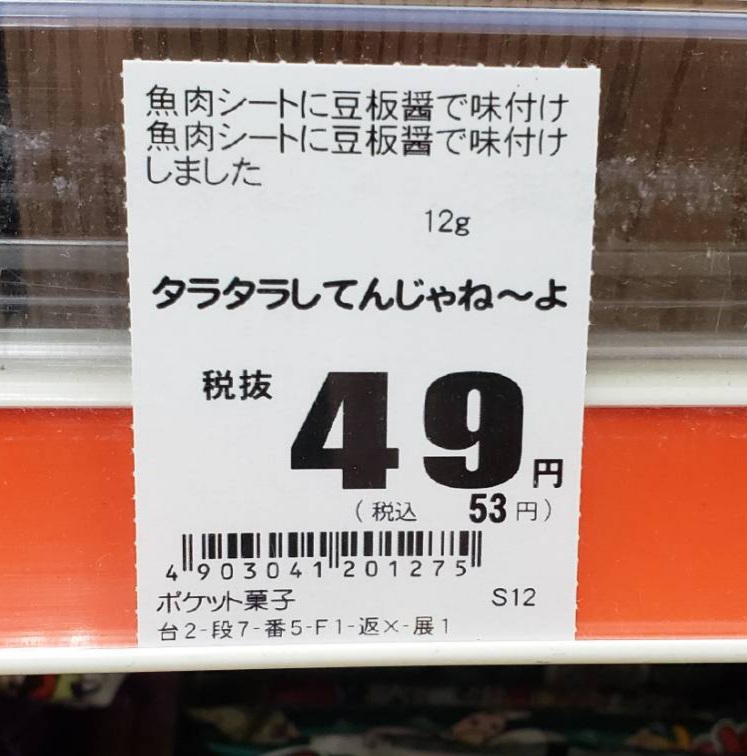 魚肉シートに豆板醤で味付け
魚肉シートに豆板醤で味付け
しました
12g
タラタラしてんじゃね〜よ
税抜 49円
(税込 53円)
4903041201275
ポケット菓子 S12
台2-段7-番5-F1-返×-展1